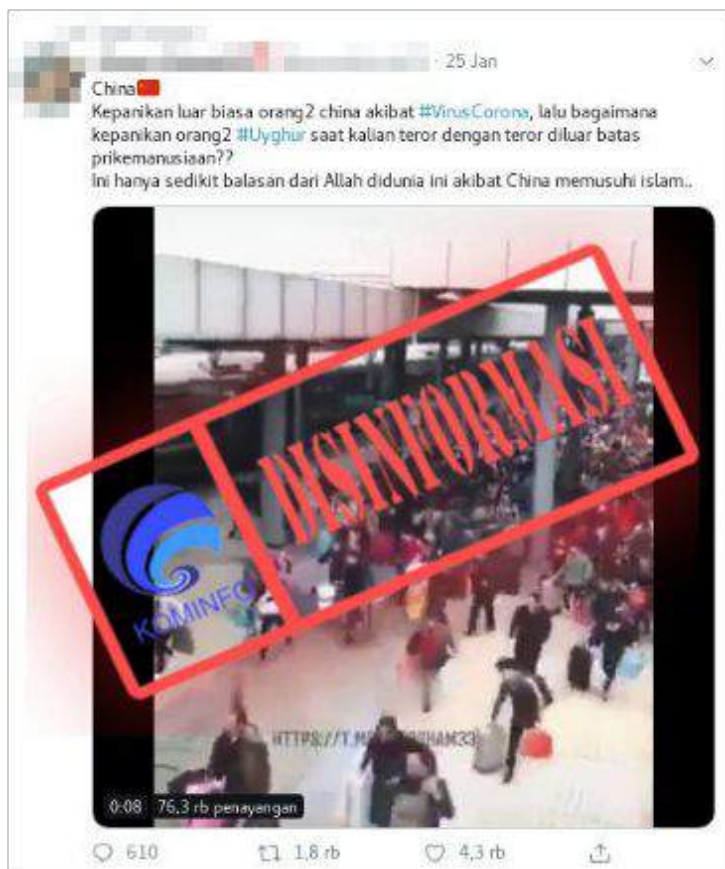 25 Jan
China
Kepanikan luar biasa orang2 china akibat #VirusCorona, lalu bagaimana
kepanikan orang2 #Uyghur saat kalian teror dengan teror diluar batas
prikemanusiaan??
Ini hanya sedikit balasan dari Allah didunia ini akibat China memusuhi islam..
DISINFORMASI
KOMINFO
0:08 76,3 rb penayangan
610 1,8 rb 4,3 rb